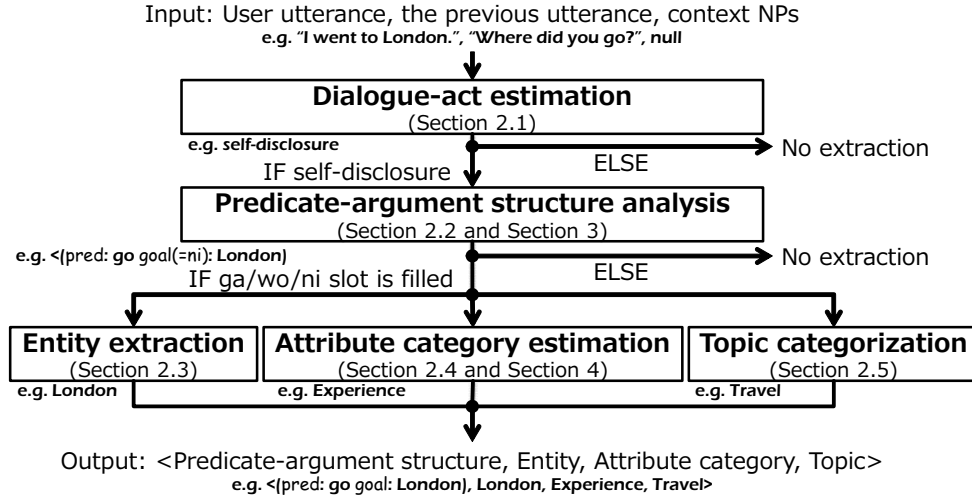 Input: User utterance, the previous utterance, context NPs
e.g. “I went to London.”, “Where did you go?”, null
Dialogue-act estimation
(Section 2.1)
e.g. self-disclosure
ELSE
No extraction
IF self-disclosure
Predicate-argument structure analysis
(Section 2.2 and Section 3)
e.g. <(pred: go goal(=ni): London)
ELSE
No extraction
IF ga/wo/ni slot is filled
Entity extraction
(Section 2.3)
e.g. London
Attribute category estimation
(Section 2.4 and Section 4)
e.g. Experience
Topic categorization
(Section 2.5)
e.g. Travel
Output: <Predicate-argument structure, Entity, Attribute category, Topic>
e.g. <(pred: go goal: London), London, Experience, Travel>